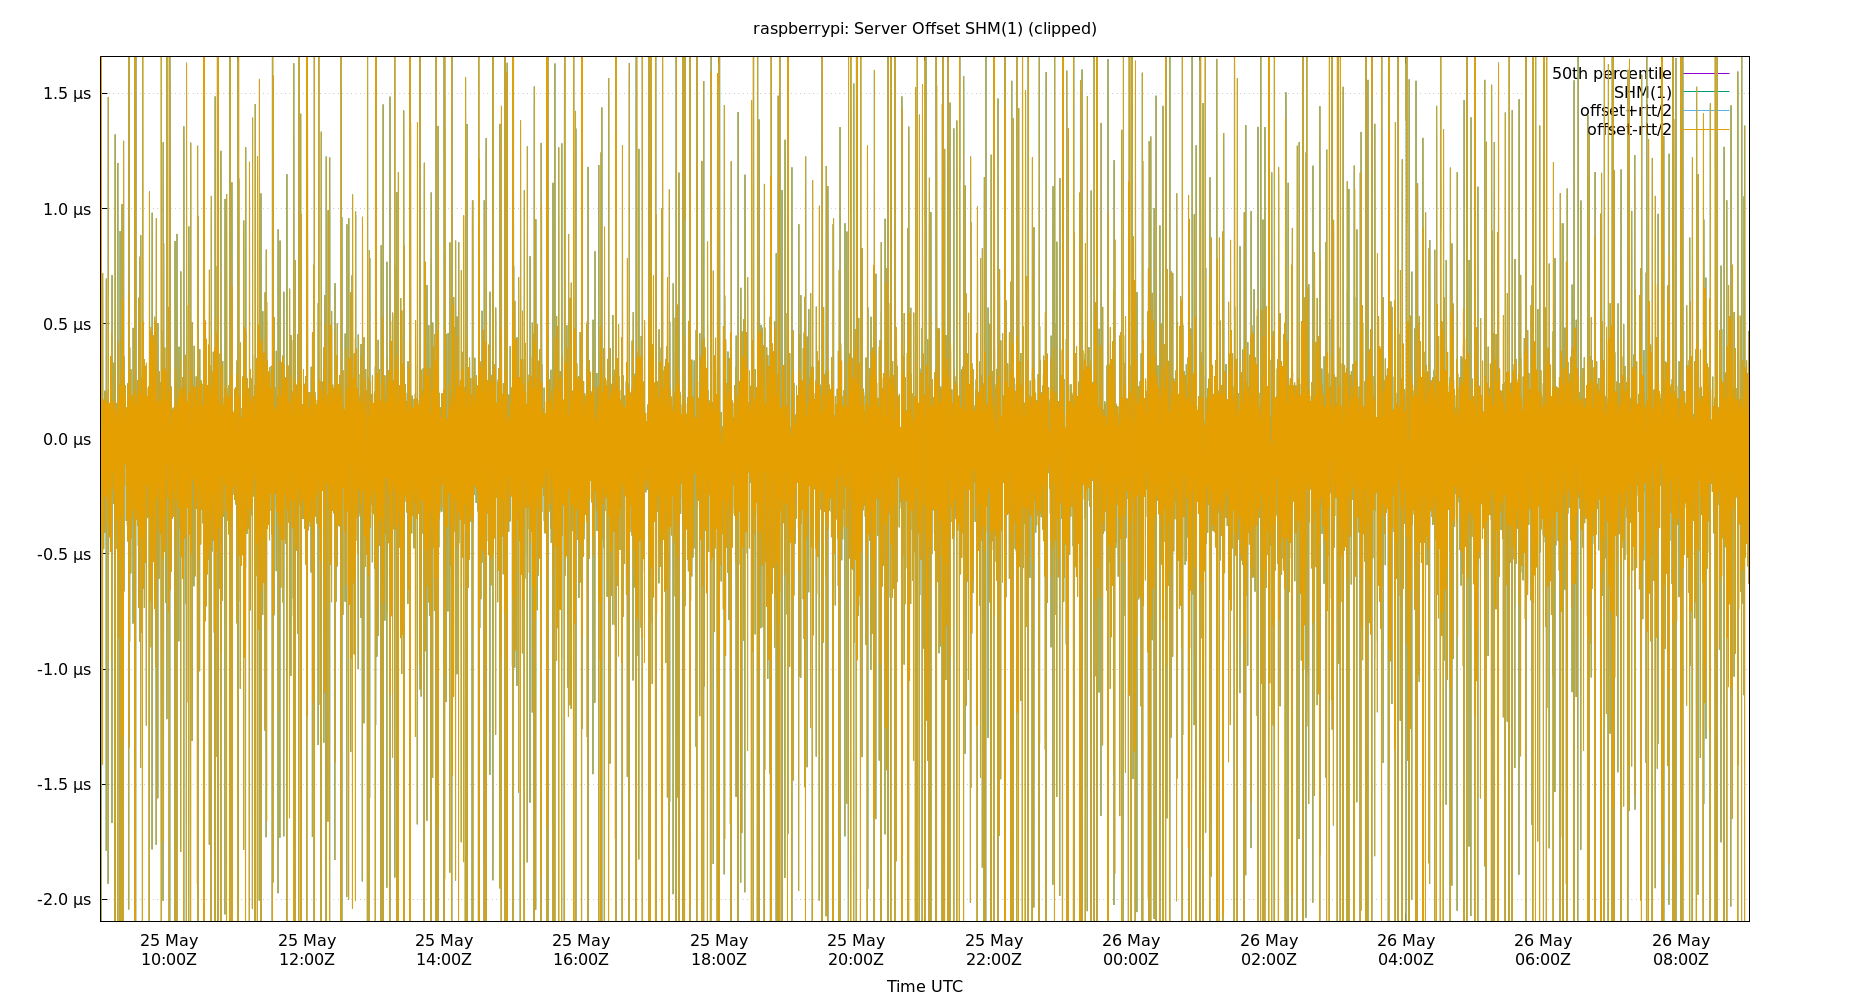 raspberrypi: Server Offset SHM(1) (clipped)
50th percentile
SHM(1)
offset+rtt/2
offset-rtt/2
1.5 µs
1.0 µs
0.5 µs
0.0 µs
-0.5 µs
-1.0 µs
-1.5 µs
-2.0 µs
25 May 25 May 25 May 25 May 25 May 25 May 25 May 26 May 26 May 26 May 26 May 26 May
10:00Z 12:00Z 14:00Z 16:00Z 18:00Z 20:00Z 22:00Z 00:00Z 02:00Z 04:00Z 06:00Z 08:00Z
Time UTC